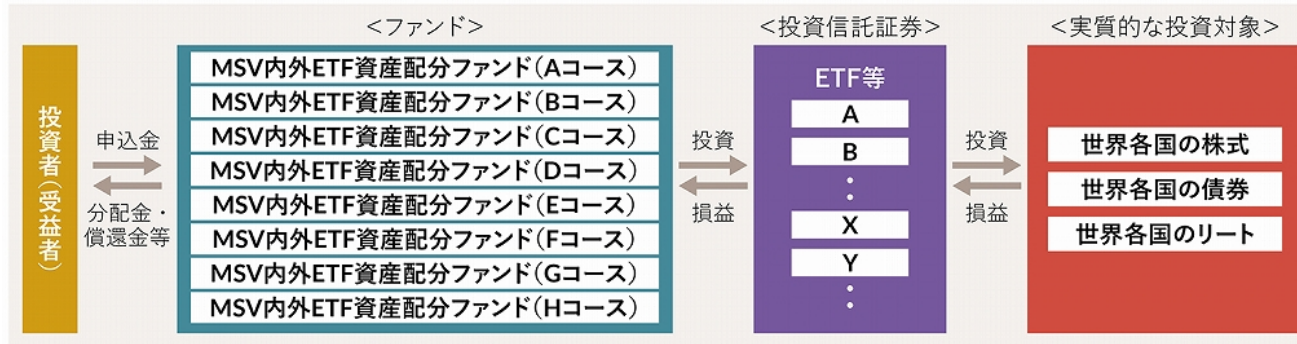 <ファンド>
<投資信託証券>
<実質的な投資対象>
投資者(受益者)
申込金
分配金・
償還金等
MSV内外ETF資産配分ファンド(Aコース)
MSV内外ETF資産配分ファンド(Bコース)
MSV内外ETF資産配分ファンド(Cコース)
MSV内外ETF資産配分ファンド(Dコース)
MSV内外ETF資産配分ファンド(Eコース)
MSV内外ETF資産配分ファンド(Fコース)
MSV内外ETF資産配分ファンド(Gコース)
MSV内外ETF資産配分ファンド(Hコース)
投資
損益
ETF等
A
B
：
X
Y
：
投資
損益
世界各国の株式
世界各国の債券
世界各国のリート